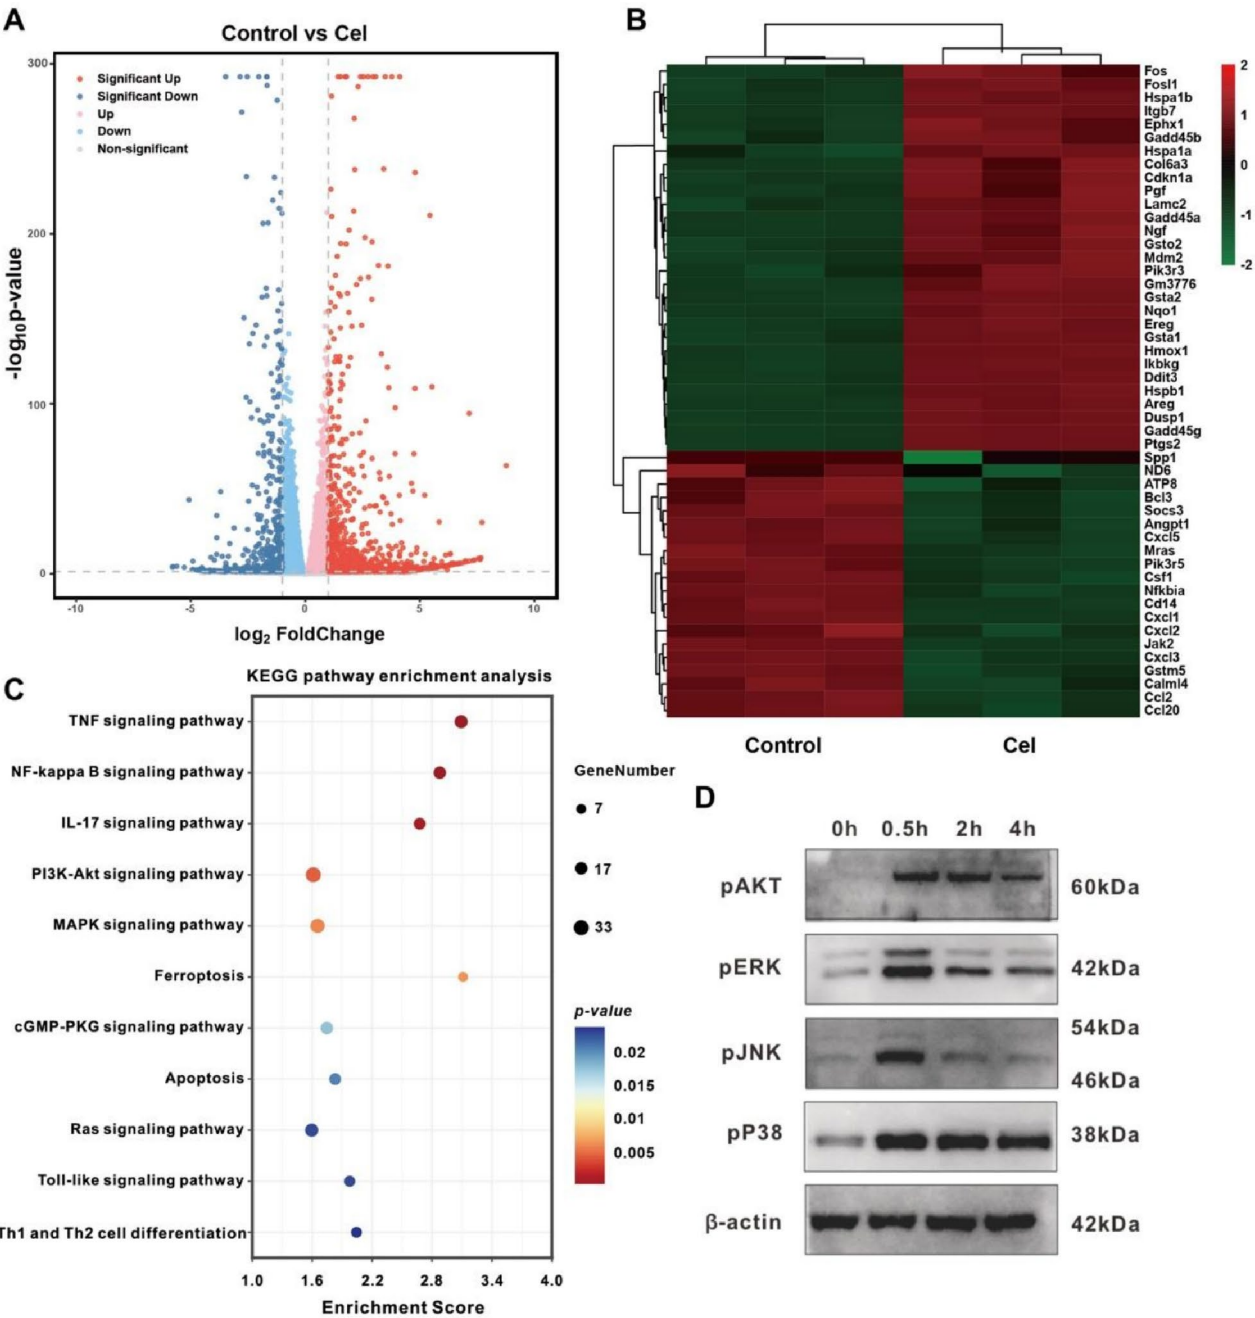 A
Control vs Cel
Significant Up
Significant Down
Up
Down
Non-significant
300
200
100
0
-10 -5 0 5 10
-log10p-value
log2 FoldChange
B
Fos
Fosl1
Hspa1b
Itgb7
Ephx1
Gadd45b
Hspa1a
Col6a3
Cdkn1a
Pgf
Lamc2
Gadd45a
Ngf
Gsto2
Mdm2
Pik3r3
Gm3776
Gsta2
Nqo1
Ereg
Gsta1
Hmox1
Ikbkg
Ddit3
Hspb1
Areg
Dusp1
Gadd45g
Ptgs2
Spp1
ND6
ATP8
Bcl3
Socs3
Angpt1
Cxcl5
Mras
Pik3r5
Csf1
Nfkbia
Cd14
Cxcl1
Cxcl2
Jak2
Cxcl3
Gstm5
Calml4
Ccl2
Ccl20
2
1
0
-1
-2
Control Cel
C
KEGG pathway enrichment analysis
TNF signaling pathway
NF-kappa B signaling pathway
IL-17 signaling pathway
PI3K-Akt signaling pathway
MAPK signaling pathway
Ferroptosis
cGMP-PKG signaling pathway
Apoptosis
Ras signaling pathway
Toll-like signaling pathway
Th1 and Th2 cell differentiation
1.0 1.6 2.2 2.8 3.4 4.0
Enrichment Score
GeneNumber
7
17
33
p-value
0.02
0.015
0.01
0.005
D
0h 0.5h 2h 4h
pAKT 60kDa
pERK 42kDa
pJNK 54kDa
46kDa
pP38 38kDa
β-actin 42kDa